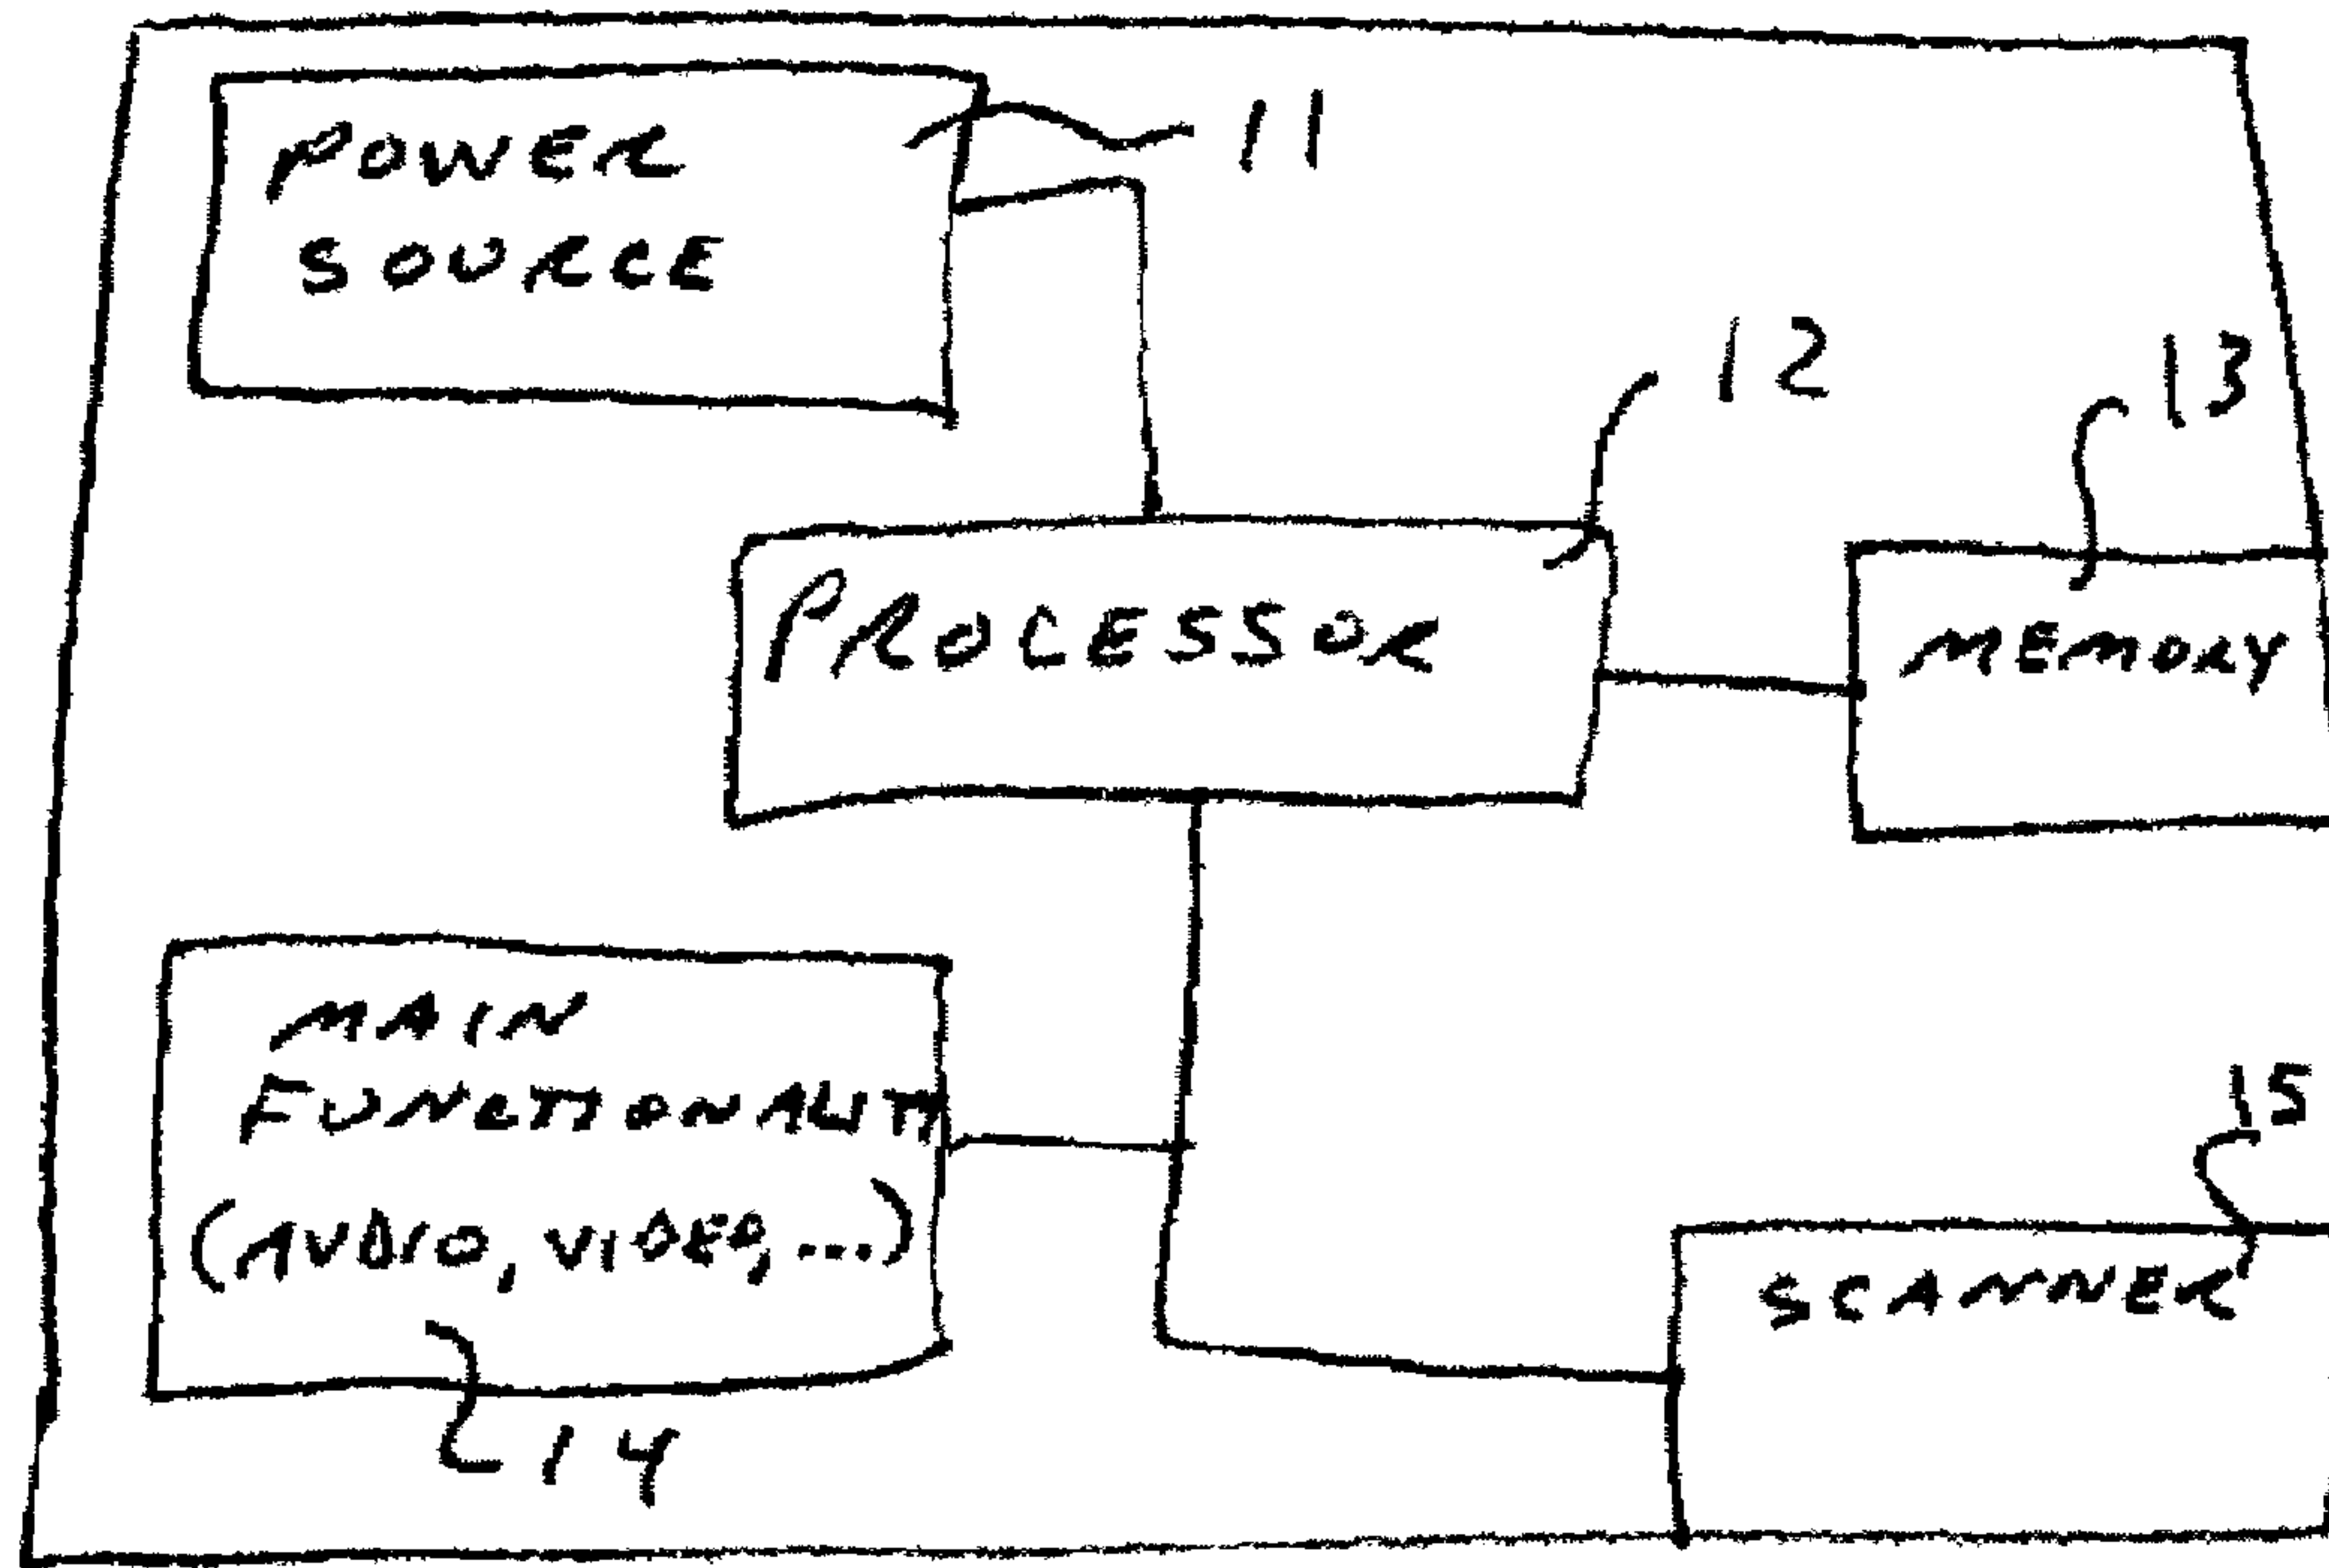 POWER
SOURCE
11
12
13
PROCESSOR
MEMORY
MAIN
FUNCTIONALITY
(AUDIO, VIDEO, ...)
14
15
SCANNER